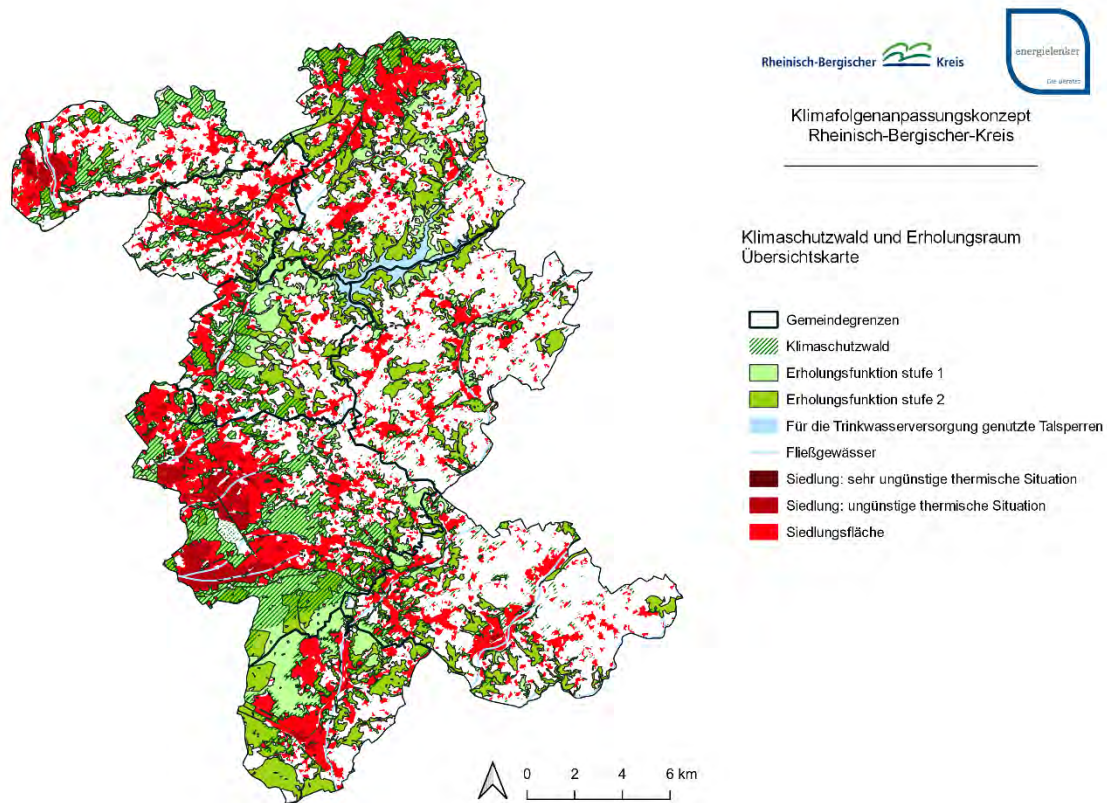 Rheinisch-Bergischer Kreis
energielenker
Die Berater
Klimafolgenanpassungskonzept
Rheinisch-Bergischer-Kreis
Klimaschutzwald und Erholungsraum
Übersichtskarte
Gemeindegrenzen
Klimaschutzwald
Erholungsfunktion stufe 1
Erholungsfunktion stufe 2
Für die Trinkwasserversorgung genutzte Talsperren
Fließgewässer
Siedlung: sehr ungünstige thermische Situation
Siedlung: ungünstige thermische Situation
Siedlungsfläche
0 2 4 6 km